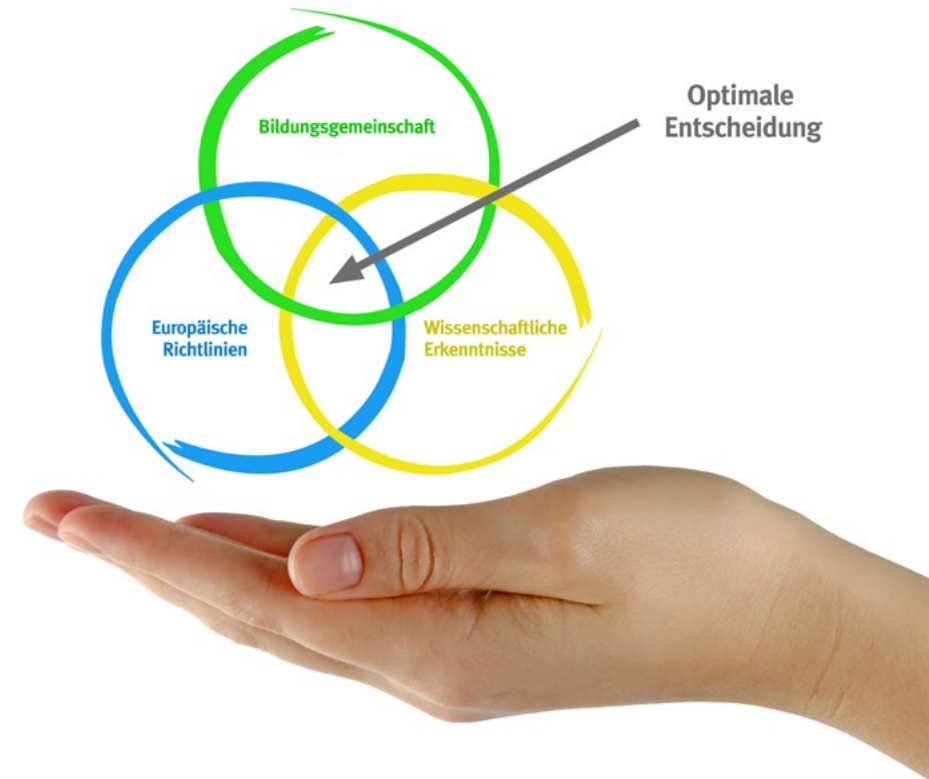 Optimale
Entscheidung
Bildungsgemeinschaft
Europäische
Richtlinien
Wissenschaftliche
Erkenntnisse